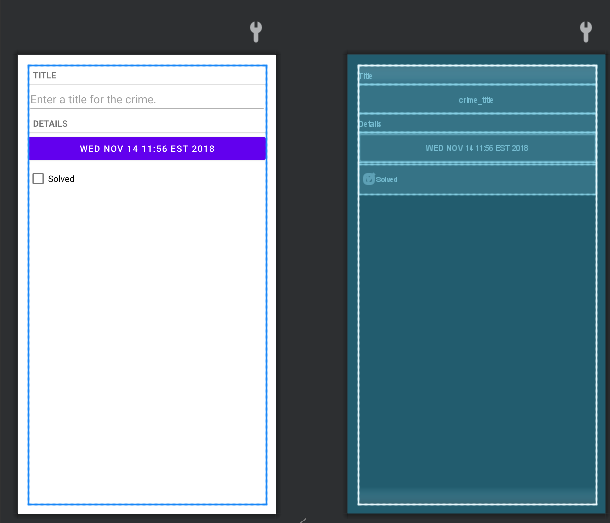 TITLE
Enter a title for the crime.
DETAILS
WED NOV 14 11:56 EST 2018
Solved
Title
crime_title
Details
WED NOV 14 11:56 EST 2018
Solved